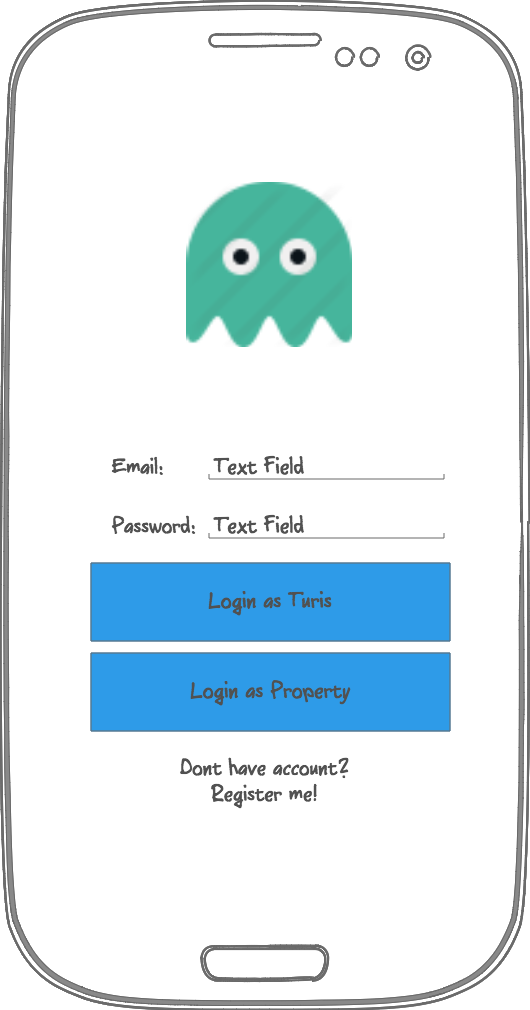 Email: Text Field
Password: Text Field
Login as Turis
Login as Property
Dont have account?
Register me!